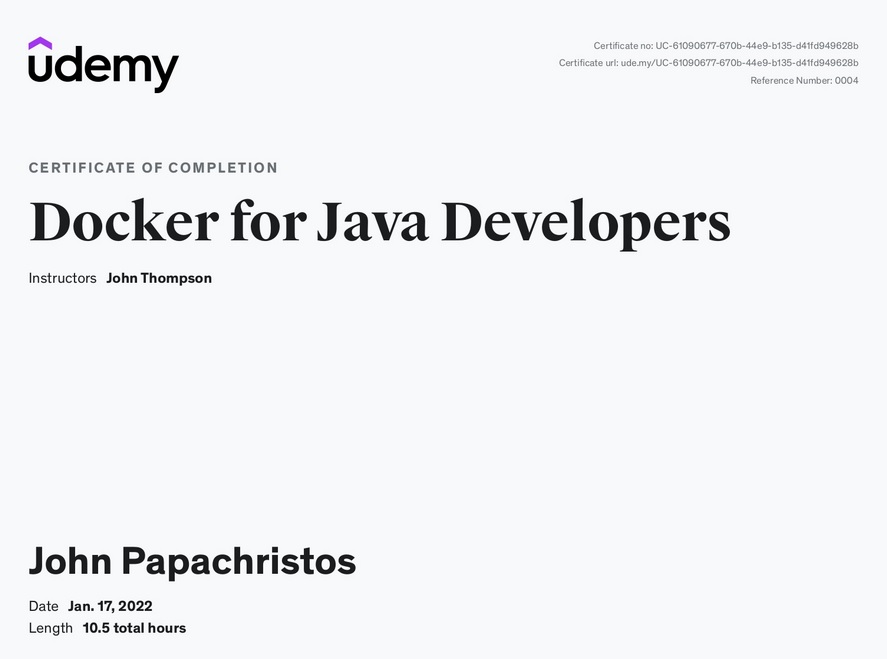 udemy
Certificate no: UC-61090677-670b-44e9-b135-d41fd949628b
Certificate url: ude.my/UC-61090677-670b-44e9-b135-d41fd949628b
Reference Number: 0004
CERTIFICATE OF COMPLETION
Docker for Java Developers
Instructors John Thompson
John Papachristos
Date Jan. 17, 2022
Length 10.5 total hours